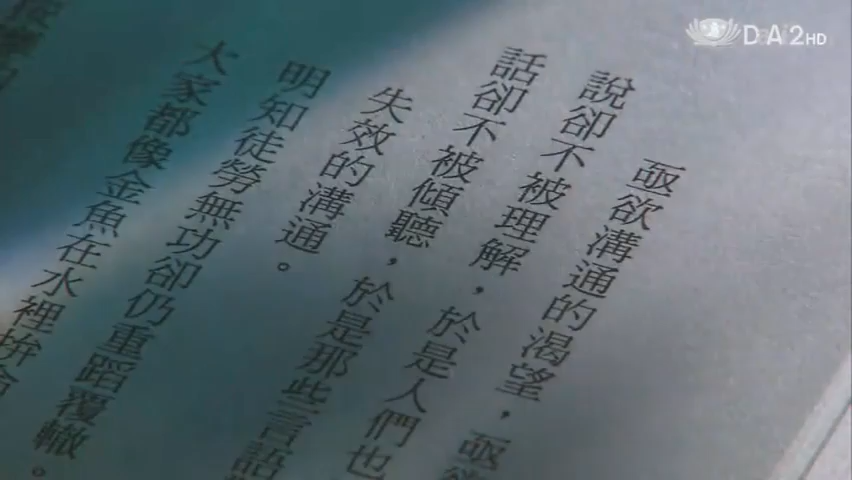 亟欲溝通的渴望，亟欲
說卻不被理解，於是人們也
話卻不被傾聽，於是那些言語
失效的溝通。
明知徒勞無功卻仍重蹈覆轍。
大家都像金魚在水裡拚
DA2HD